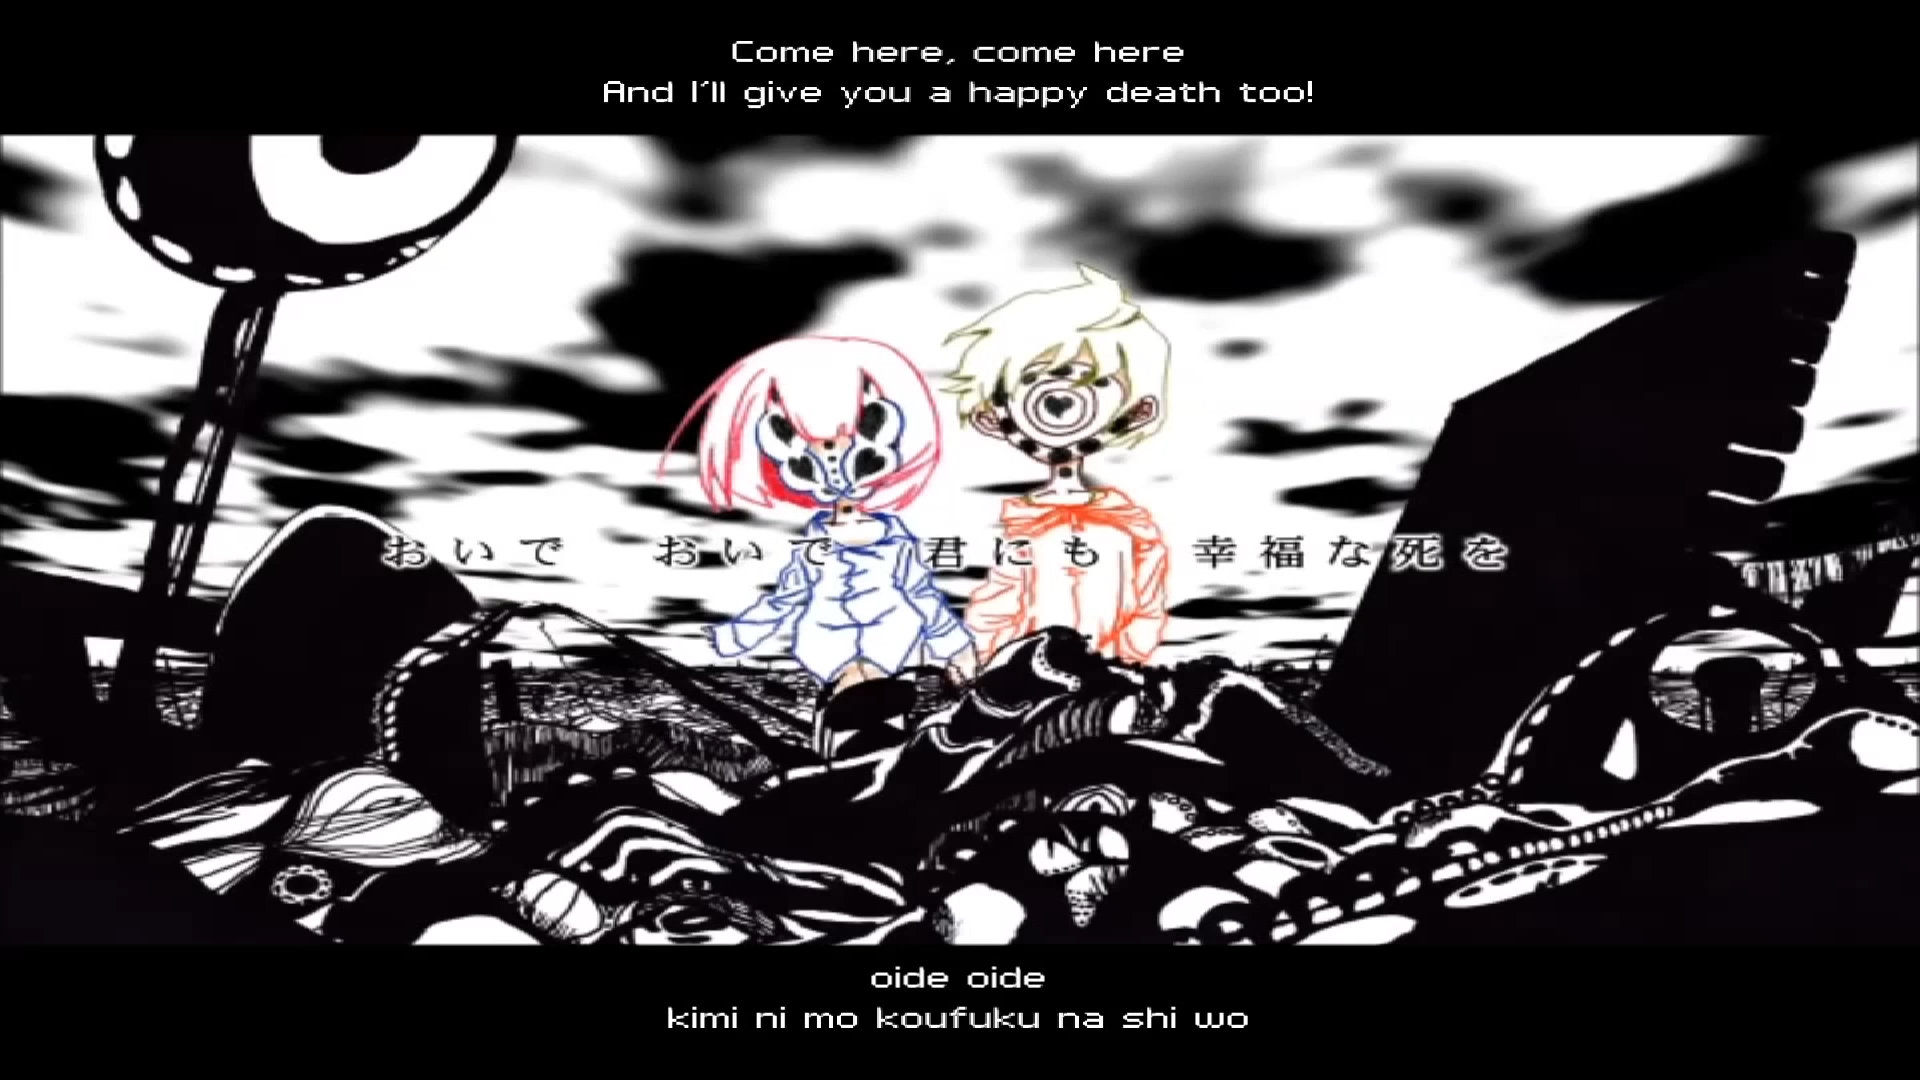 Come here, come here
And I'll give you a happy death too!
おいで おいで 君にも 幸福な死を
oide oide
kimi ni mo koufuku na shi wo